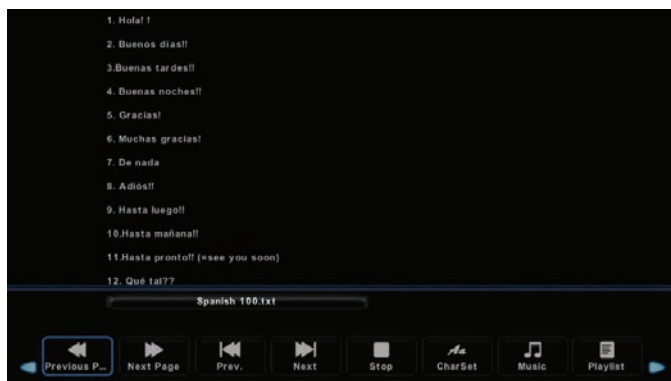 1. Hola! !
2. Buenos dias!!
3.Buenas tardes!!
4. Buenas noches!!
5. Gracias!
6. Muchas gracias!
7. De nada
8. Adiós!!
9. Hasta luego!!
10.Hasta mañana!!
11.Hasta pronto!! (=see you soon)
12. Qué tal??
Spanish 100.txt
Previous P... Next Page Prev. Next Stop CharSet Music Playlist